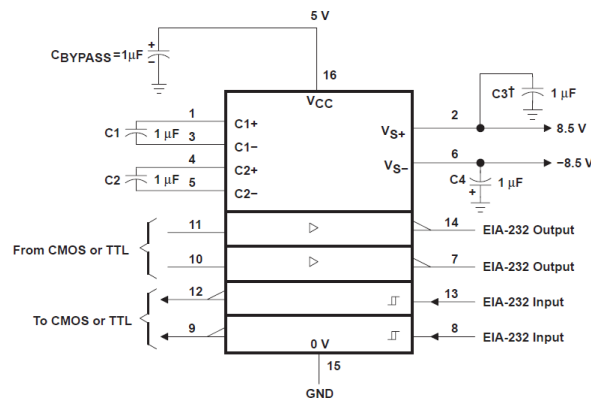 5 V
CBYPASS = 1 μF
+
−
16
VCC
1
C1+
C1
1 μF
3
C1−
4
C2+
C2
1 μF
5
C2−
VS+
2
C3†
1 μF
8.5 V
VS−
6
−8.5 V
C4
1 μF
+
From CMOS or TTL
11
14
EIA-232 Output
10
7
EIA-232 Output
To CMOS or TTL
12
13
EIA-232 Input
9
8
EIA-232 Input
0 V
15
GND